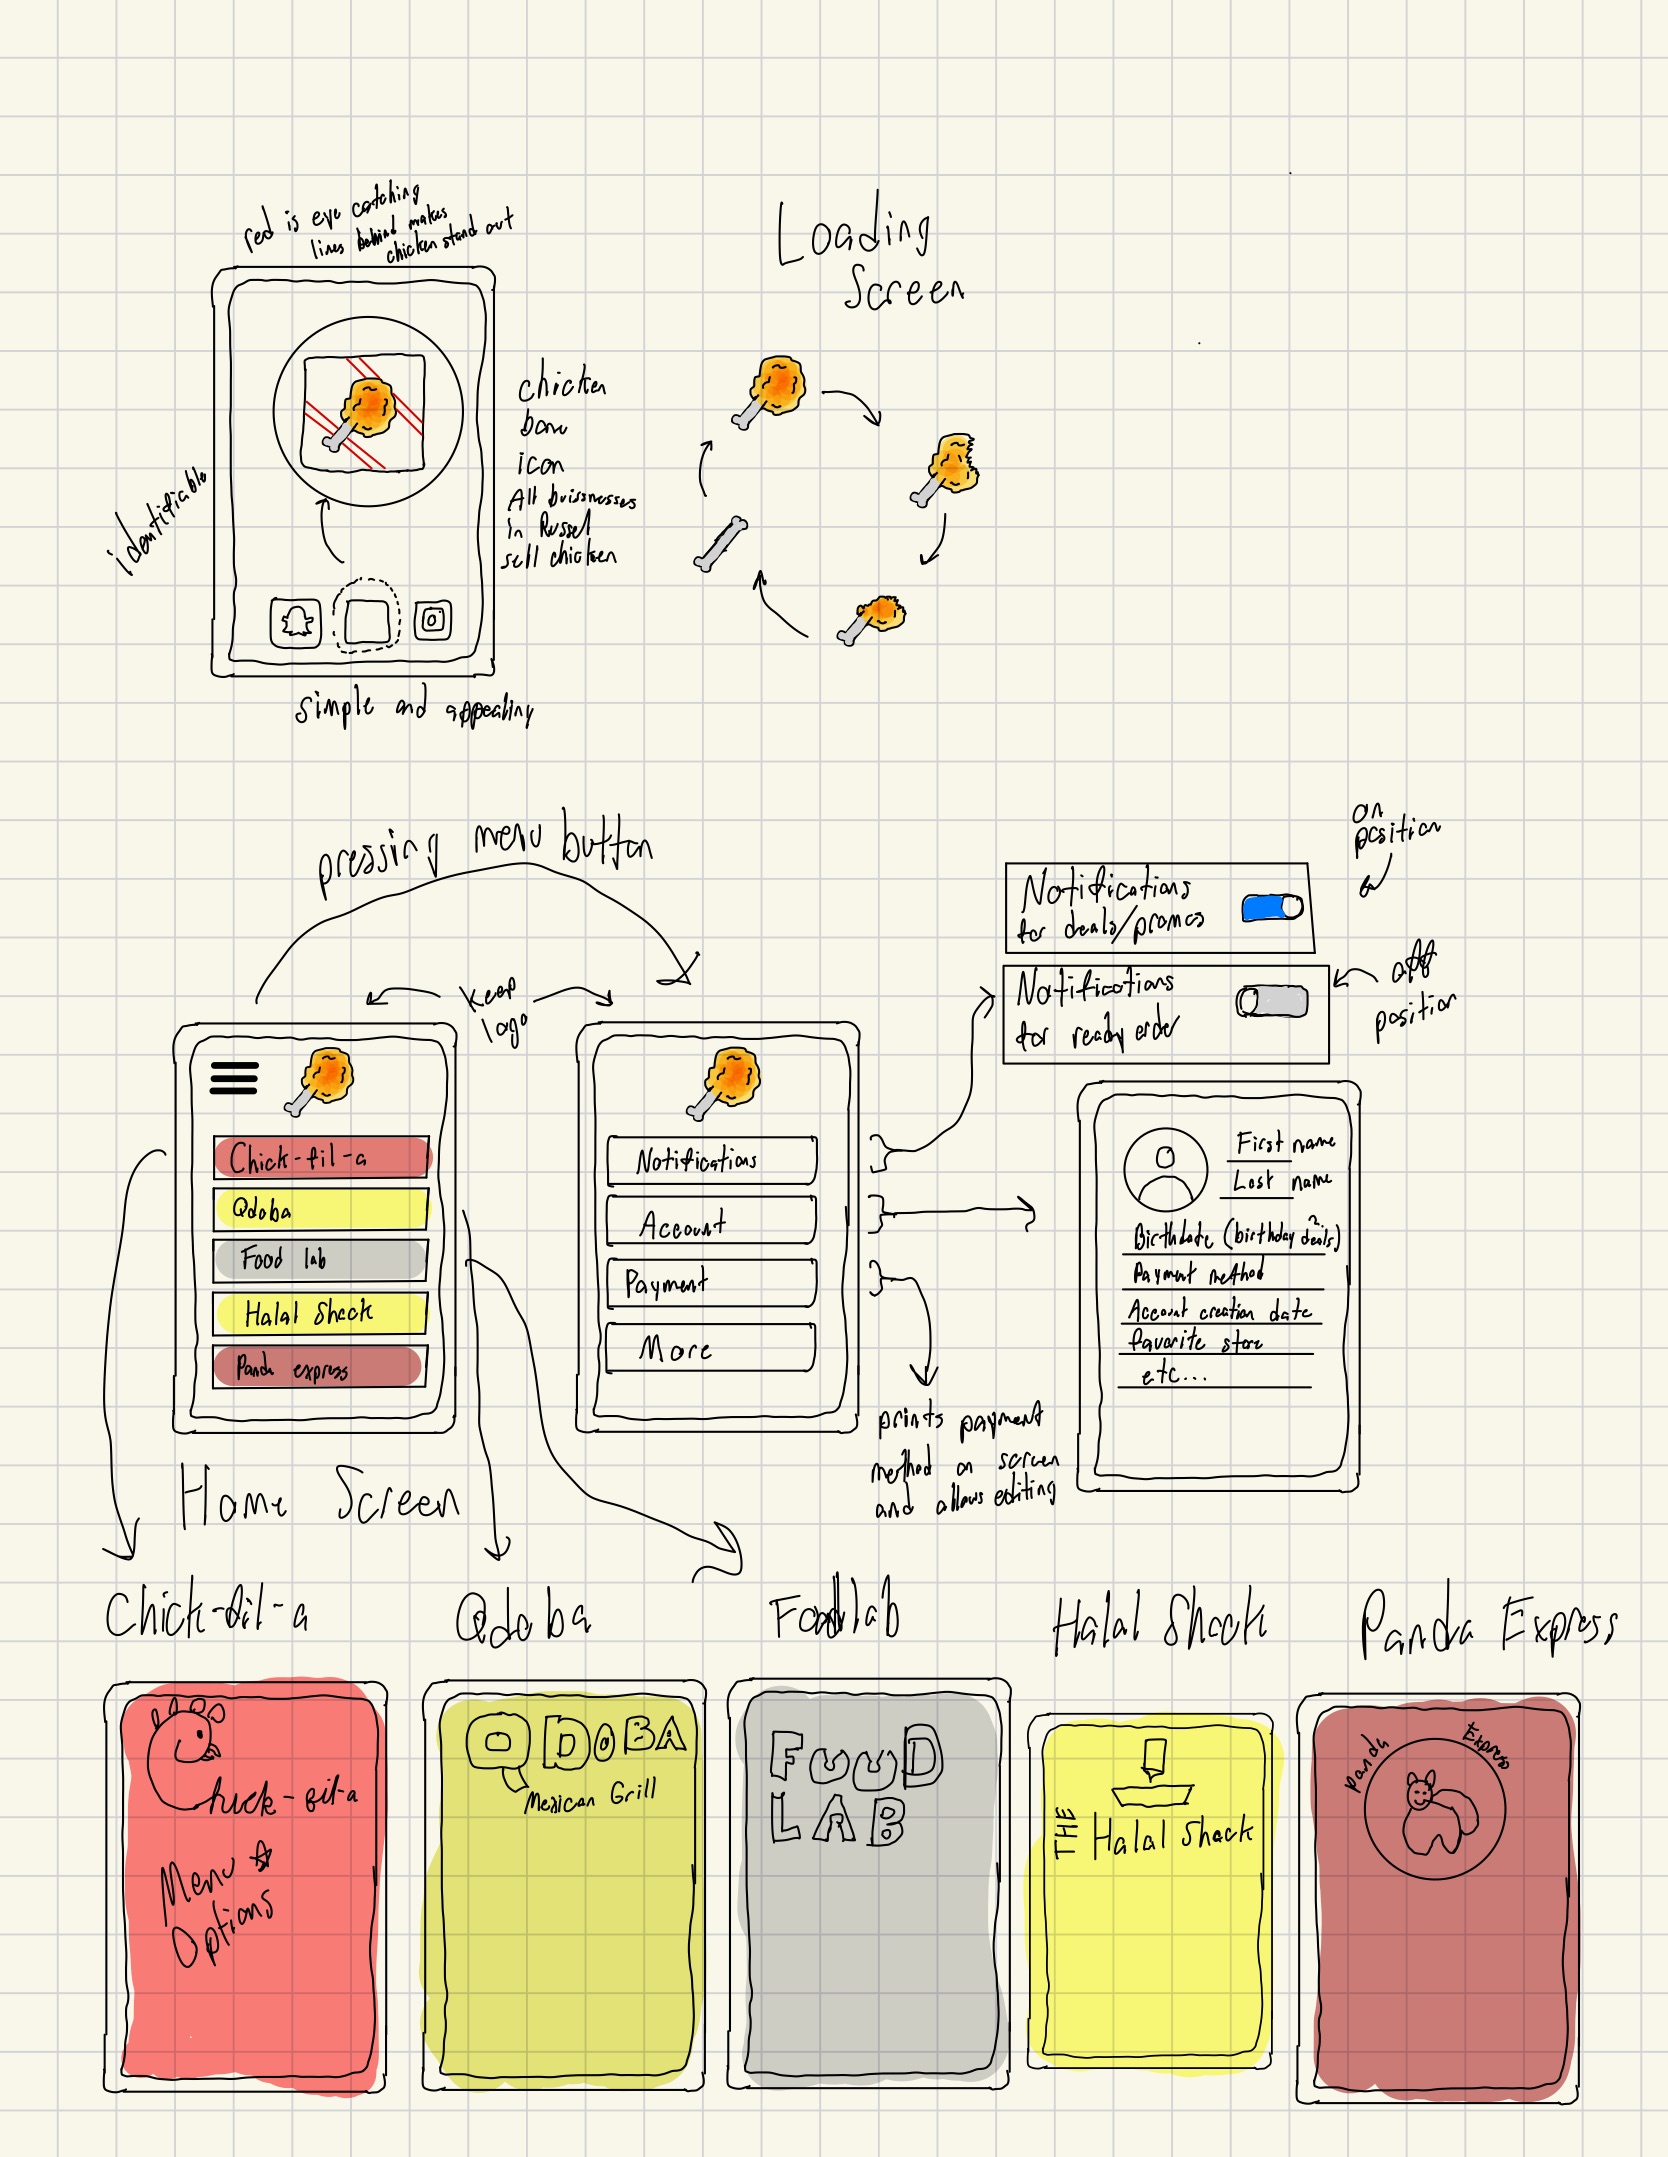 red is eye catching
lines behind makes
chicken stand out
identifiable
chicken
bone
icon
All buissnesses
in Russel
sell chicken
simple and appealing
Loading
Screen
pressing menu button
Keep
logo
Chick-fil-a
Qdoba
Food lab
Halal Shack
Panda express
Home Screen
Notifications
Account
Payment
More
Notifications
for deals/promos
on
position
Notifications
for ready order
off
position
First name
Last name
Birthdate (birthday deals?)
Payment method
Account creation date
favorite store
etc...
prints payment
method on screen
and allows editing
Chick-fil-a
Qdoba
Foodlab
Halal Shack
Panda Express
Chick-fil-a
Menu
Options
QDOBA
Mexican Grill
FOOD
LAB
THE
Halal Shack
Panda Express